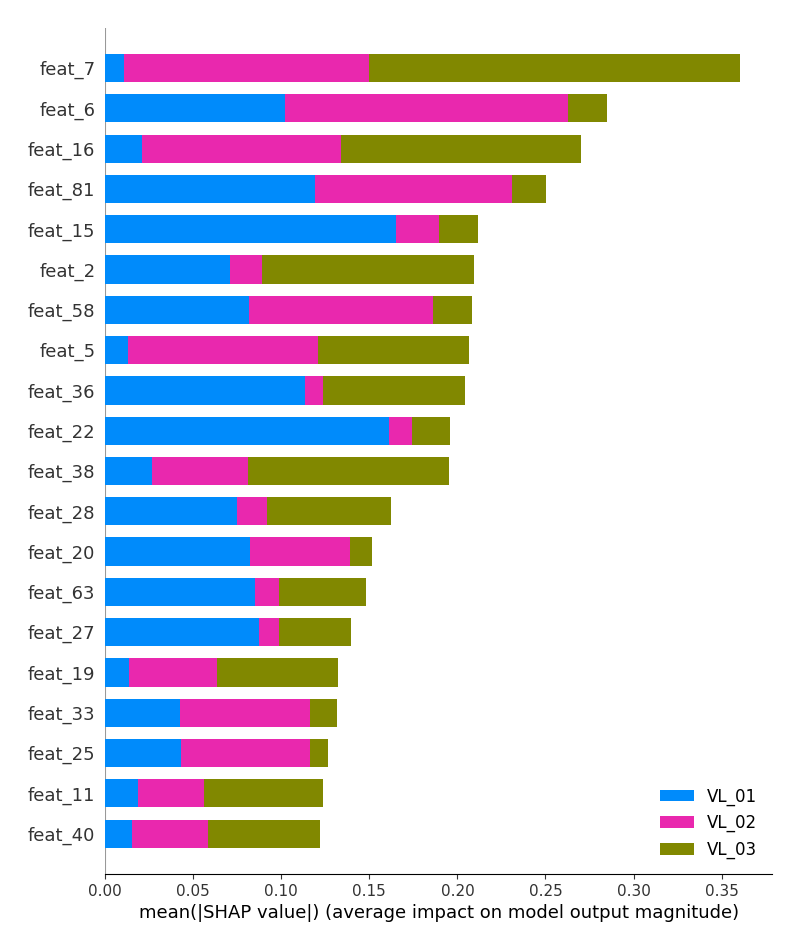 feat_7
feat_6
feat_16
feat_81
feat_15
feat_2
feat_58
feat_5
feat_36
feat_22
feat_38
feat_28
feat_20
feat_63
feat_27
feat_19
feat_33
feat_25
feat_11
feat_40
VL_01
VL_02
VL_03
0.00 0.05 0.10 0.15 0.20 0.25 0.30 0.35
mean(|SHAP value|) (average impact on model output magnitude)